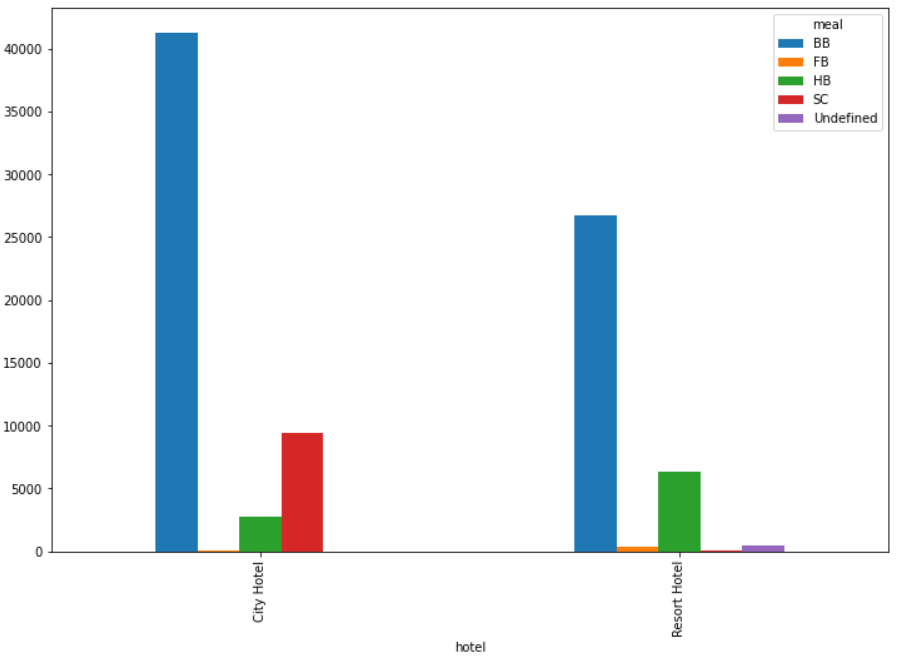 meal
BB
FB
HB
SC
Undefined
40000
35000
30000
25000
20000
15000
10000
5000
0
City Hotel
Resort Hotel
hotel